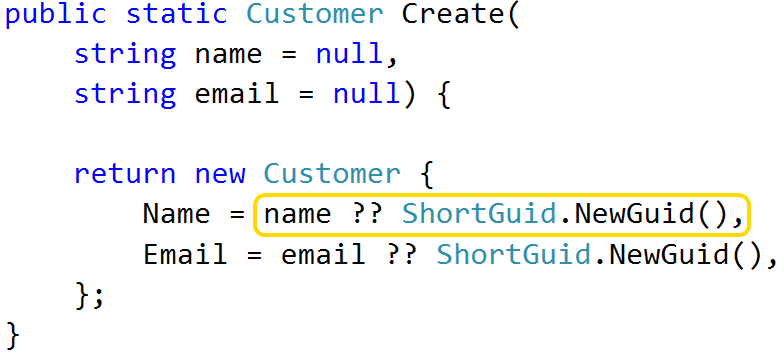 public static Customer Create(
    string name = null,
    string email = null) {

    return new Customer {
        Name = name ?? ShortGuid.NewGuid(),
        Email = email ?? ShortGuid.NewGuid(),
    };
}